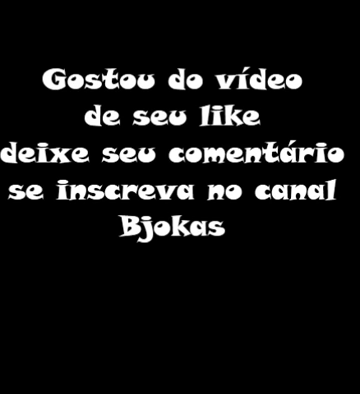 Gostou do vídeo
de seu like
deixe seu comentário
se inscreva no canal
Bjokas